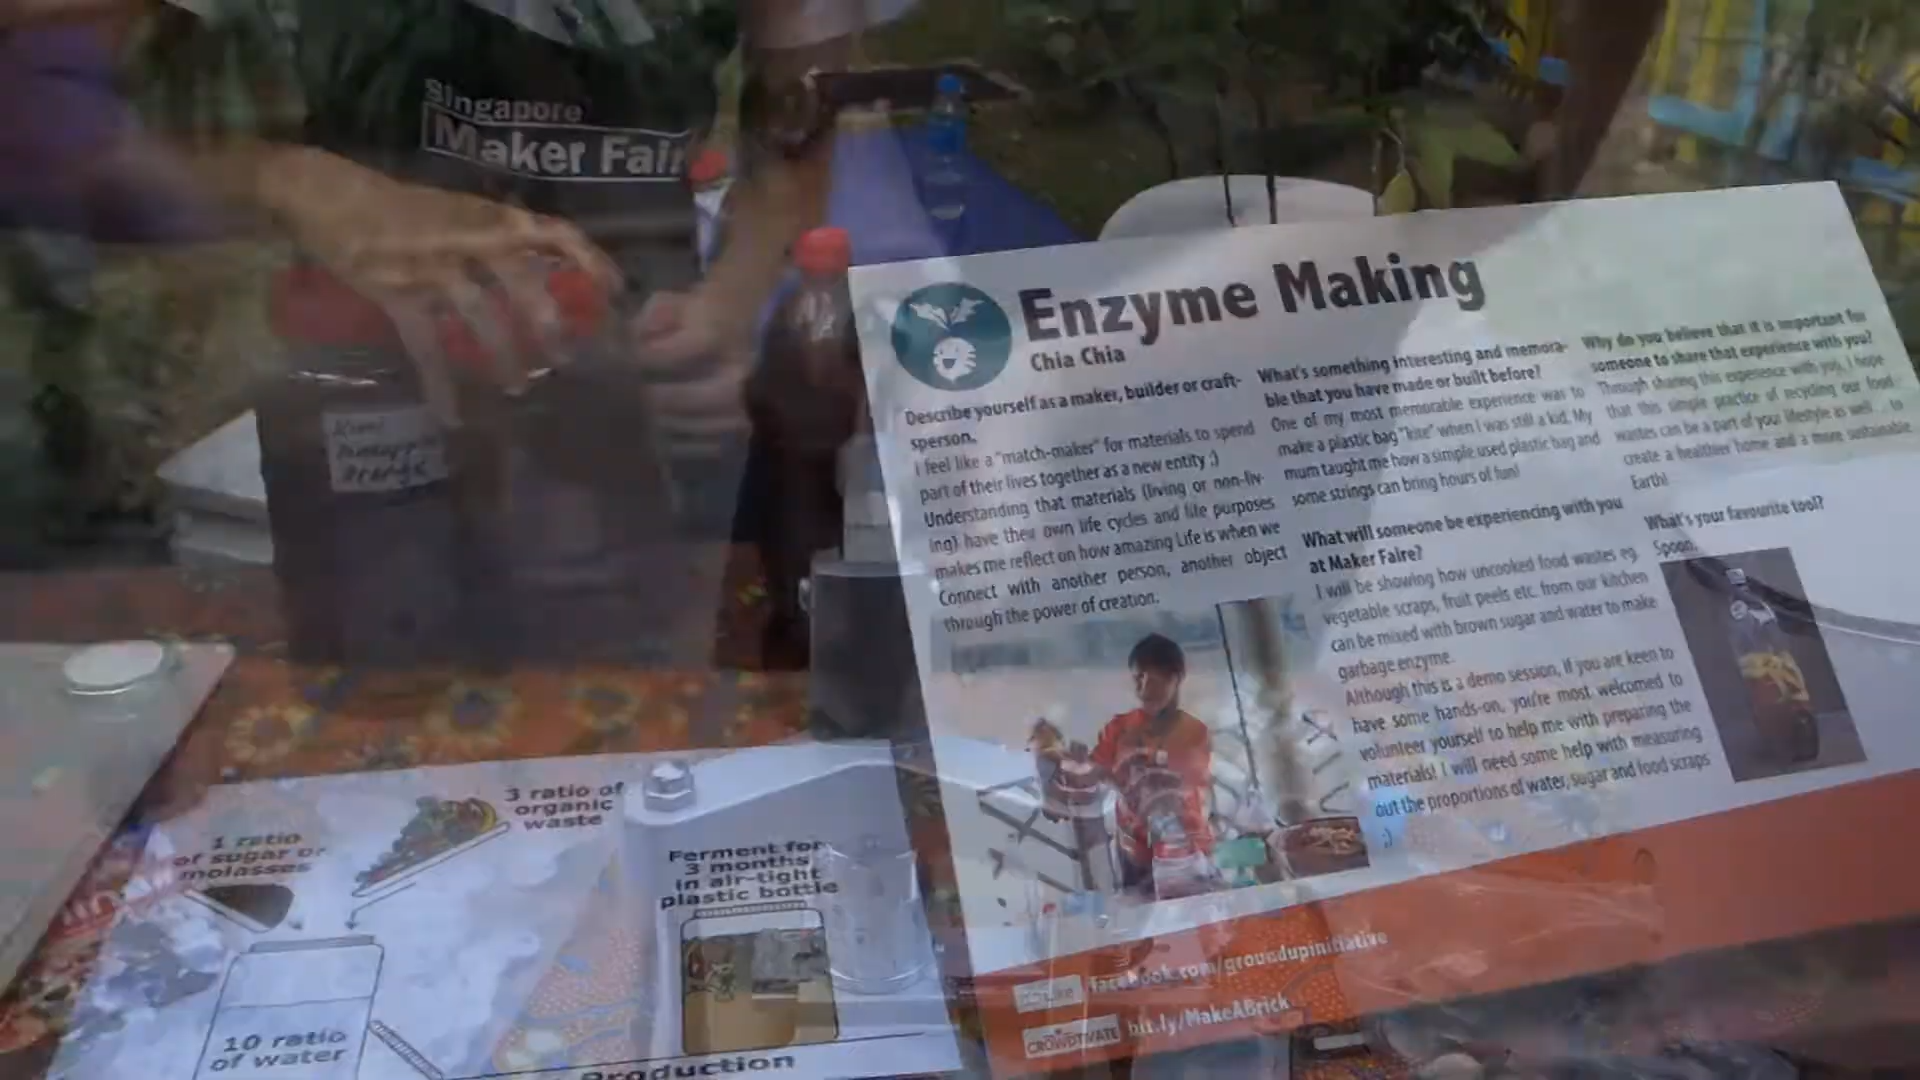 Singapore
Maker Fair
Enzyme Making
Chia Chia
Describe yourself as a maker, builder or craft-
sperson.
I feel like a "match-maker" for materials to spend
part of their lives together as a new entity :)
Understanding that materials (living or non-liv-
ing) have their own life cycles and life purposes
makes me reflect on how amazing Life is when we
Connect with another person, another object
through the power of creation.
What's something interesting and memora-
ble that you have made or built before?
One of my most memorable experience was to
make a plastic bag "kite" when I was still a kid. My
mum taught me how a simple used plastic bag and
some strings can bring hours of fun!
What will someone be experiencing with you
at Maker Faire?
I will be showing how uncooked food wastes eg.
vegetable scraps, fruit peels etc. from our kitchen
can be mixed with brown sugar and water to make
garbage enzyme.
Although this is a demo session, if you are keen to
have some hands-on, you're most welcomed to
volunteer yourself to help me with preparing the
materials! I will need some help with measuring
out the proportions of water, sugar and food scraps
;)
Why do you believe that it is important for
someone to share that experience with you?
Through sharing this experience with you, I hope
that this simple practice of recycling our food
wastes can be a part of your lifestyle as well... to
create a healthier home and a more sustainable
Earth!
What's your favourite tool?
Spoon.
facebook.com/groundupinitiative
CROWDTIVATE bit.ly/MakeABrick
1 ratio
of sugar or
molasses
3 ratio of
organic
waste
10 ratio
of water
Ferment for
3 months
in air-tight
plastic bottle
Production